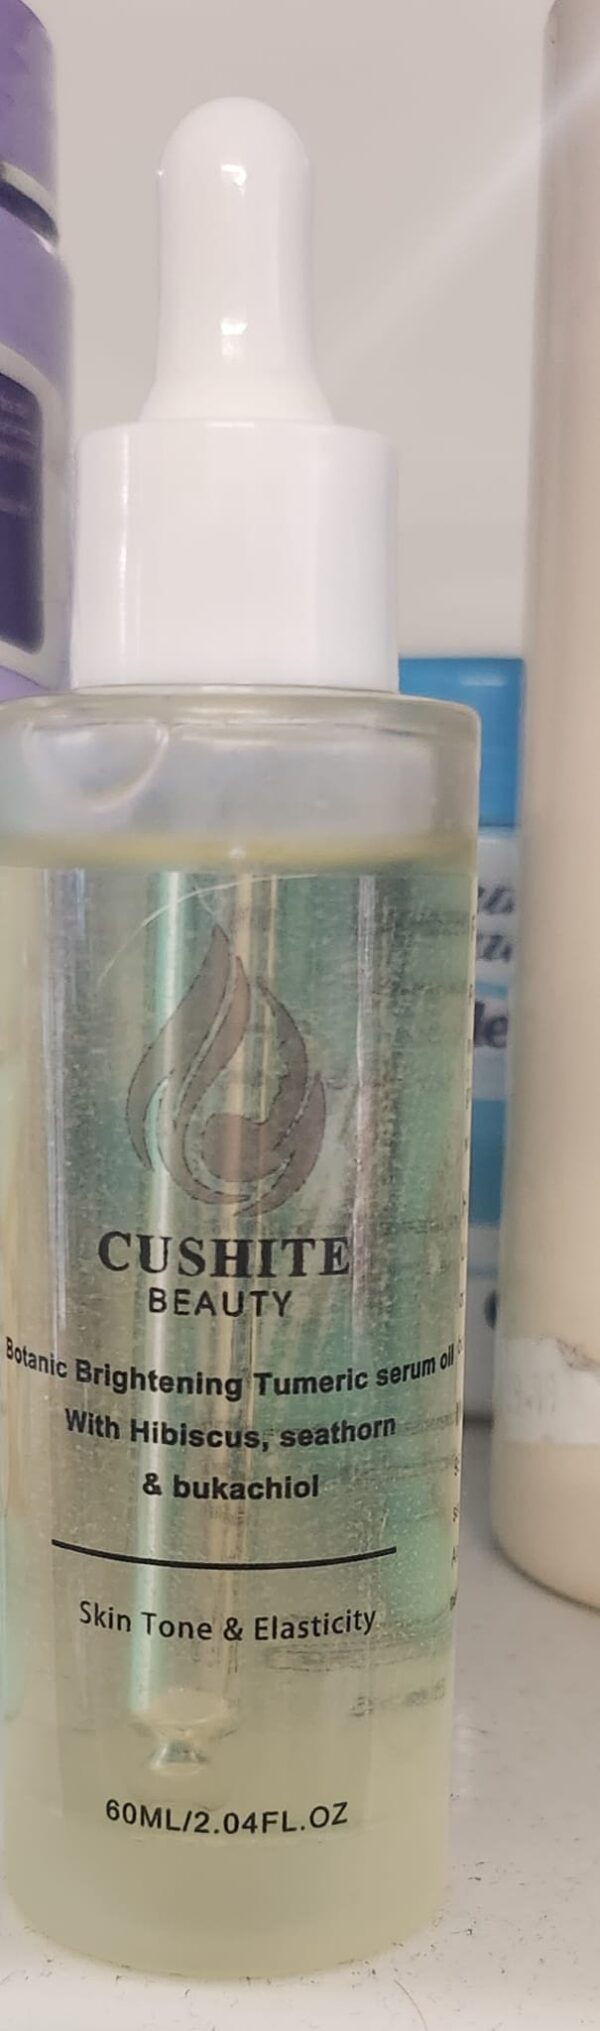 CUSHITE
BEAUTY
Botanic Brightening Tumeric serum oil
With Hibiscus, seathorn
& bukachiol
Skin Tone & Elasticity
60ML/2.04FL.OZ